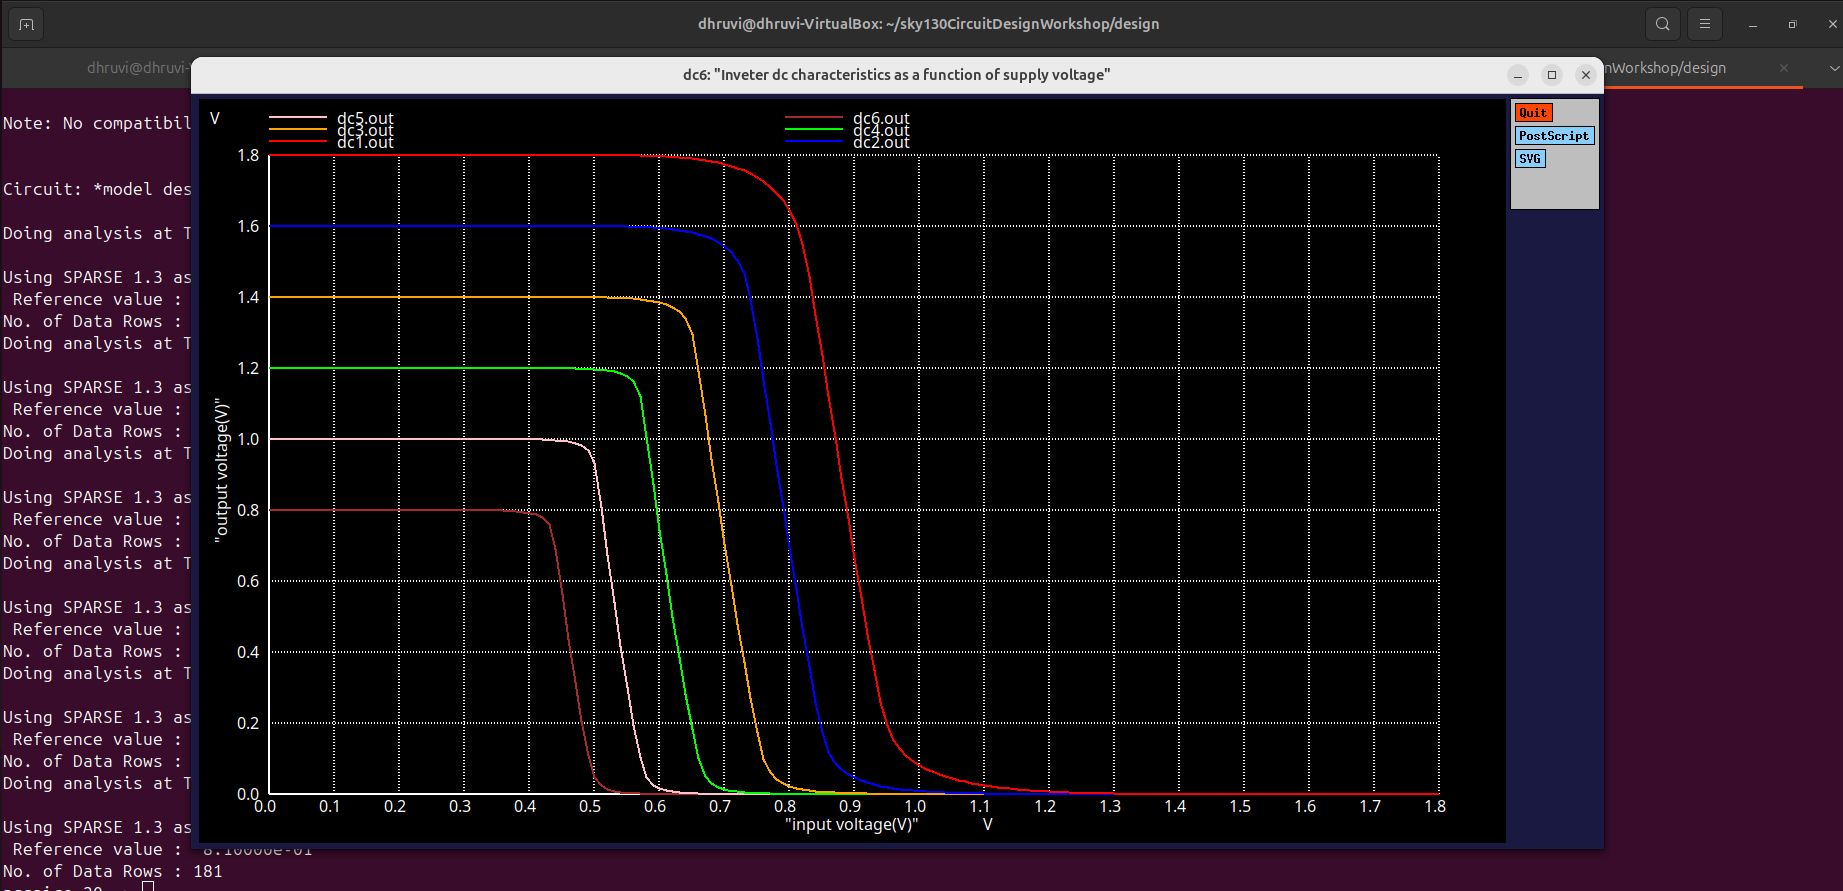 dhruvi@dhruvi-VirtualBox: ~/sky130CircuitDesignWorkshop/design
dhruvi@dhruvi-
nWorkshop/design
dc6: "Inveter dc characteristics as a function of supply voltage"
Note: No compatibil
Circuit: *model des
Doing analysis at T
Using SPARSE 1.3 as
Reference value :
No. of Data Rows :
Doing analysis at T
Using SPARSE 1.3 as
Reference value :
No. of Data Rows :
Doing analysis at T
Using SPARSE 1.3 as
Reference value :
No. of Data Rows :
Doing analysis at T
Using SPARSE 1.3 as
Reference value :
No. of Data Rows :
Doing analysis at T
Using SPARSE 1.3 as
Reference value :
No. of Data Rows :
Doing analysis at T
Using SPARSE 1.3 as
Reference value : 8.10000e-01
No. of Data Rows : 181
V
dc5.out
dc6.out
dc3.out
dc4.out
dc1.out
dc2.out
Quit
PostScript
SVG
1.8
1.6
1.4
1.2
1.0
0.8
0.6
0.4
0.2
0.0
"output voltage(V)"
0.0 0.1 0.2 0.3 0.4 0.5 0.6 0.7 0.8 0.9 1.0 1.1 1.2 1.3 1.4 1.5 1.6 1.7 1.8
"input voltage(V)" V